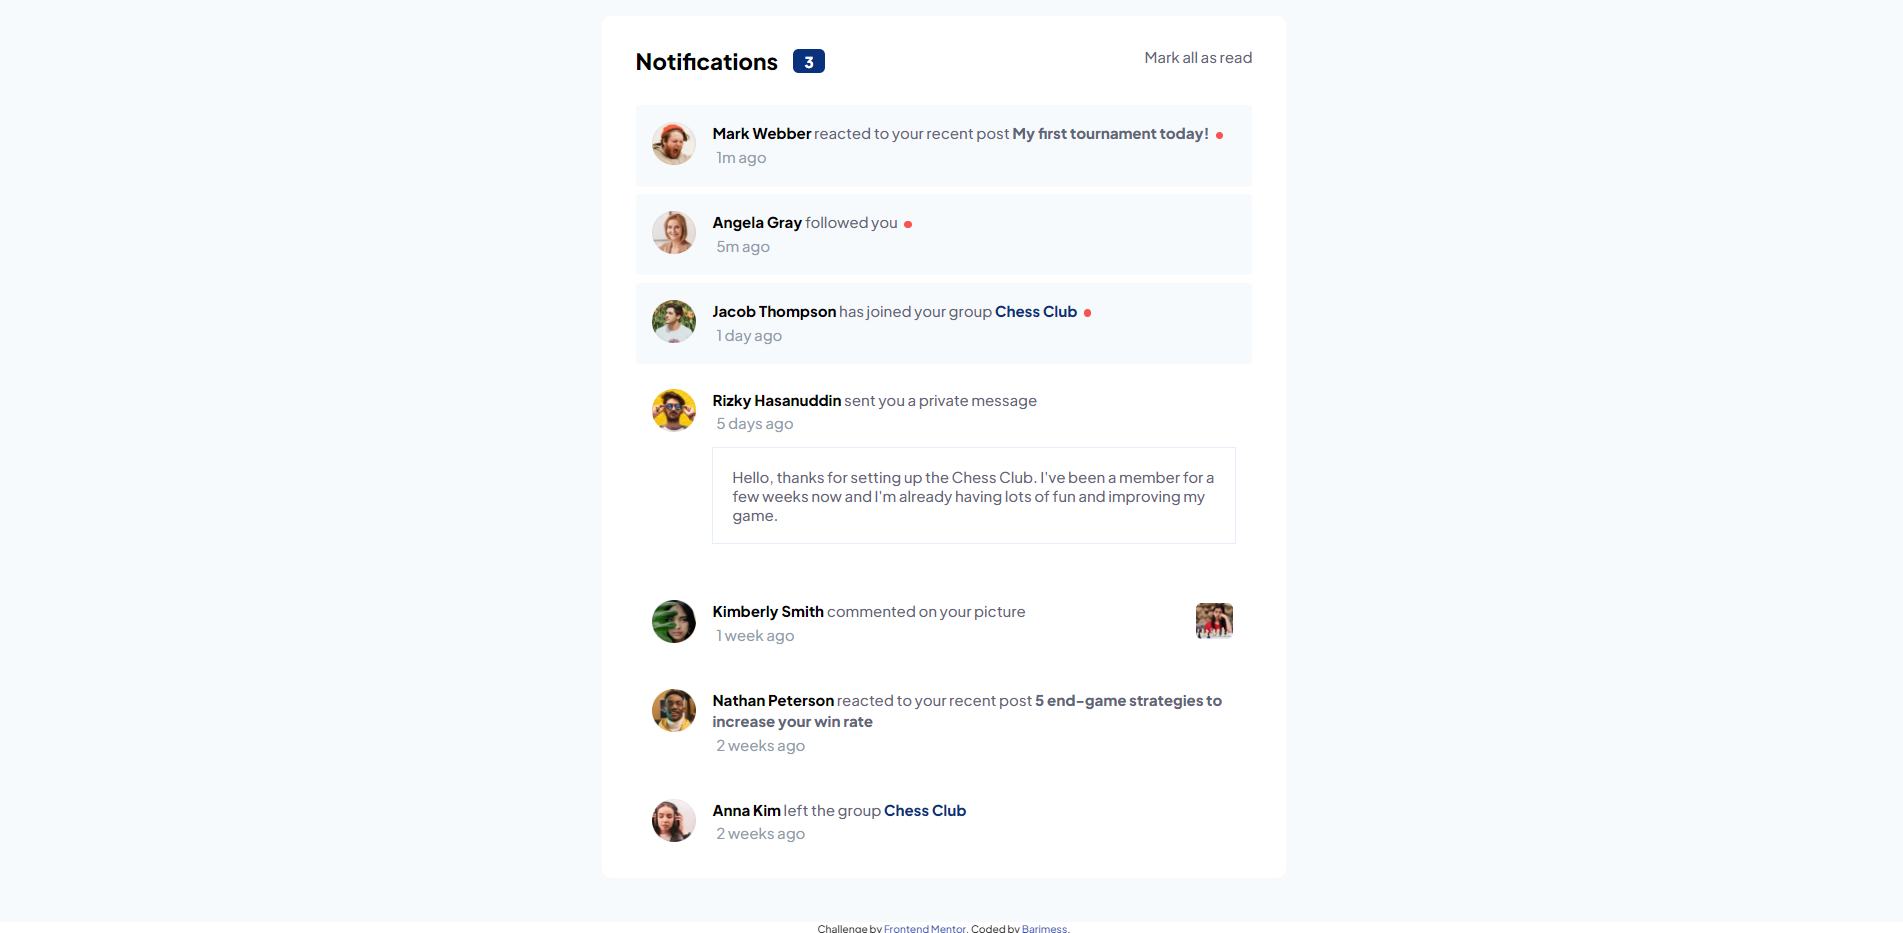 Notifications 3 Mark all as read
Mark Webber reacted to your recent post My first tournament today!
1m ago
Angela Gray followed you
5m ago
Jacob Thompson has joined your group Chess Club
1 day ago
Rizky Hasanuddin sent you a private message
5 days ago
Hello, thanks for setting up the Chess Club. I've been a member for a
few weeks now and I'm already having lots of fun and improving my
game.
Kimberly Smith commented on your picture
1 week ago
Nathan Peterson reacted to your recent post 5 end-game strategies to
increase your win rate
2 weeks ago
Anna Kim left the group Chess Club
2 weeks ago
Challenge by Frontend Mentor. Coded by Barimess.